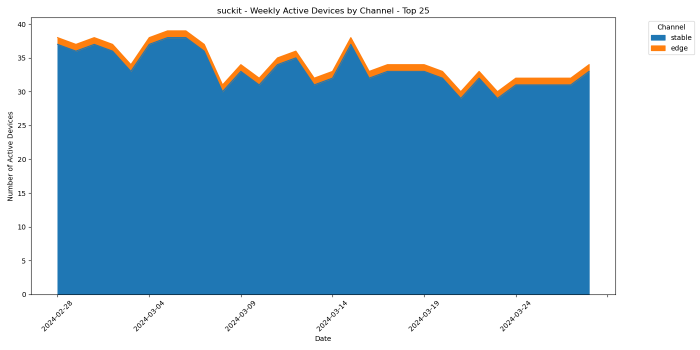 suckit - Weekly Active Devices by Channel - Top 25
Number of Active Devices
40
35
30
25
20
15
10
5
0
2024-02-28
2024-03-04
2024-03-09
2024-03-14
2024-03-19
2024-03-24
Date
Channel
stable
edge